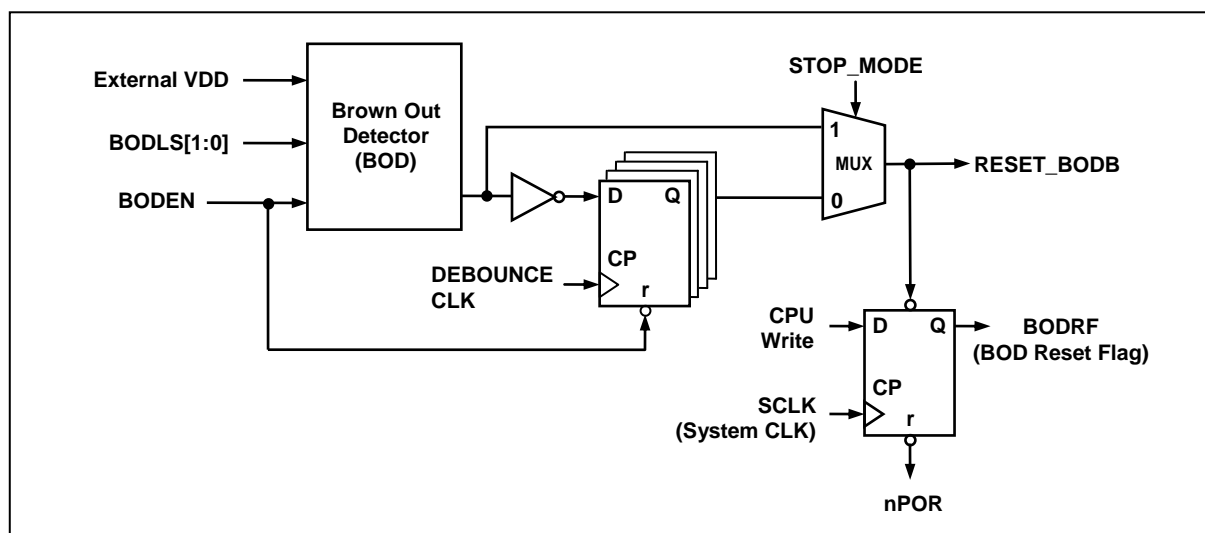 External VDD
BODLS[1:0]
BODEN
Brown Out
Detector
(BOD)
STOP_MODE
1
MUX
0
RESET_BODB
D Q
CP
r
DEBOUNCE
CLK
CPU
Write
D Q
CP
r
BODRF
(BOD Reset Flag)
SCLK
(System CLK)
nPOR